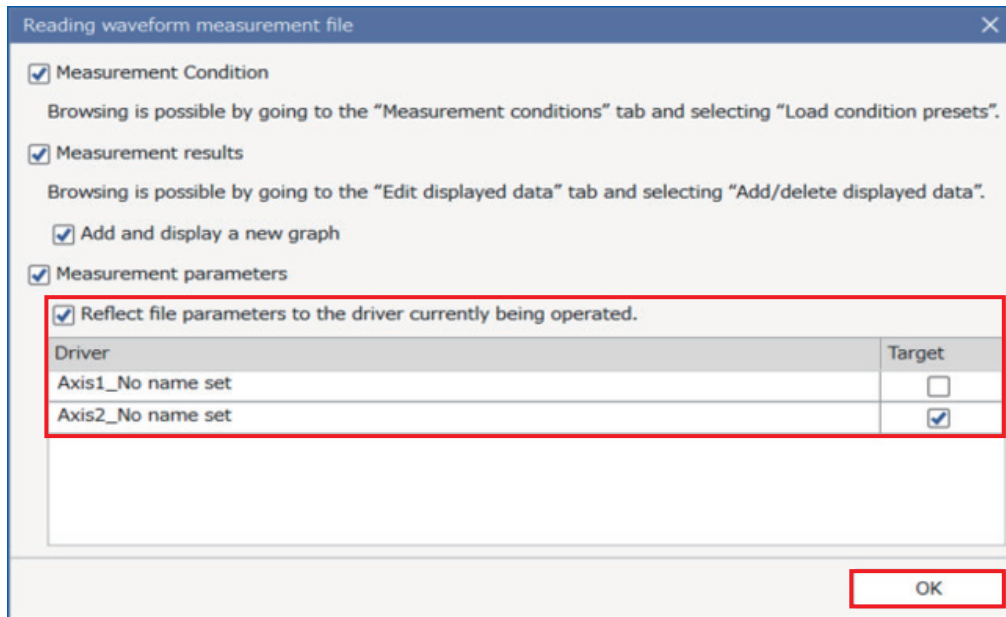 Reading waveform measurement file
Measurement Condition
Browsing is possible by going to the “Measurement conditions” tab and selecting “Load condition presets”.
Measurement results
Browsing is possible by going to the “Edit displayed data” tab and selecting “Add/delete displayed data”.
Add and display a new graph
Measurement parameters
Reflect file parameters to the driver currently being operated.
Driver Target
Axis1_No name set
Axis2_No name set
OK